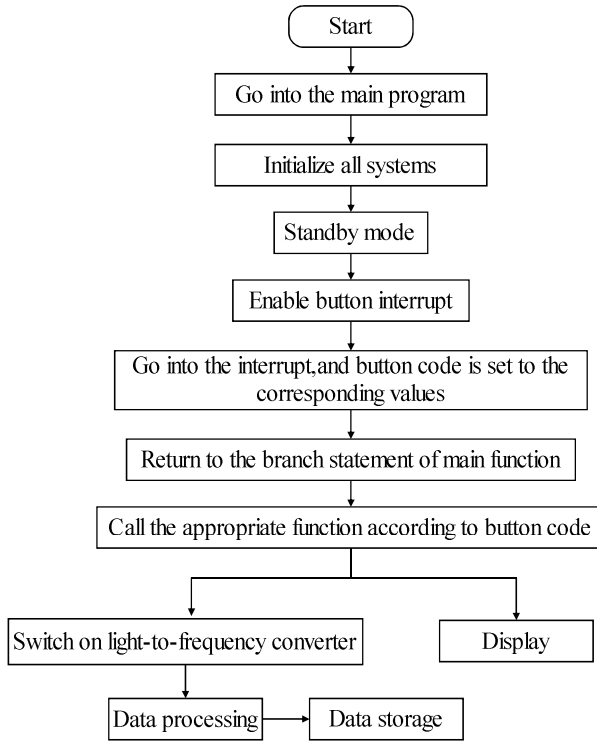 Start
Go into the main program
Initialize all systems
Standby mode
Enable button interrupt
Go into the interrupt,and button code is set to the
corresponding values
Return to the branch statement of main function
Call the appropriate function according to button code
Switch on light-to-frequency converter
Display
Data processing
Data storage